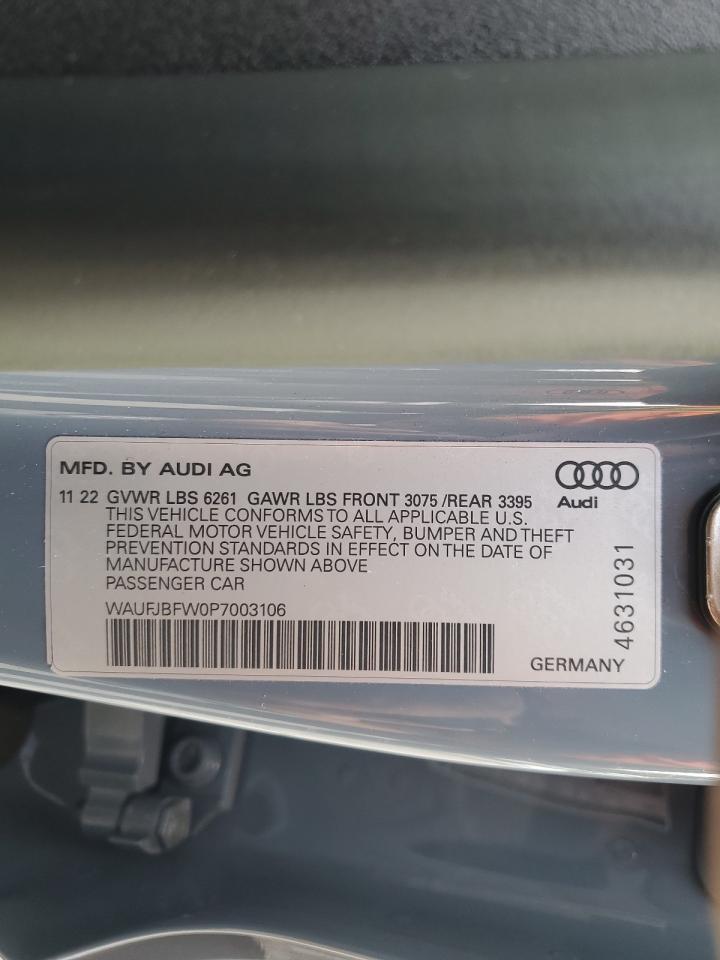 MFD. BY AUDI AG
11 22 GVWR LBS 6261 GAWR LBS FRONT 3075 /REAR 3395
Audi
THIS VEHICLE CONFORMS TO ALL APPLICABLE U.S.
FEDERAL MOTOR VEHICLE SAFETY, BUMPER AND THEFT
PREVENTION STANDARDS IN EFFECT ON THE DATE OF
MANUFACTURE SHOWN ABOVE
PASSENGER CAR
WAUFJBFW0P7003106
GERMANY
4631031